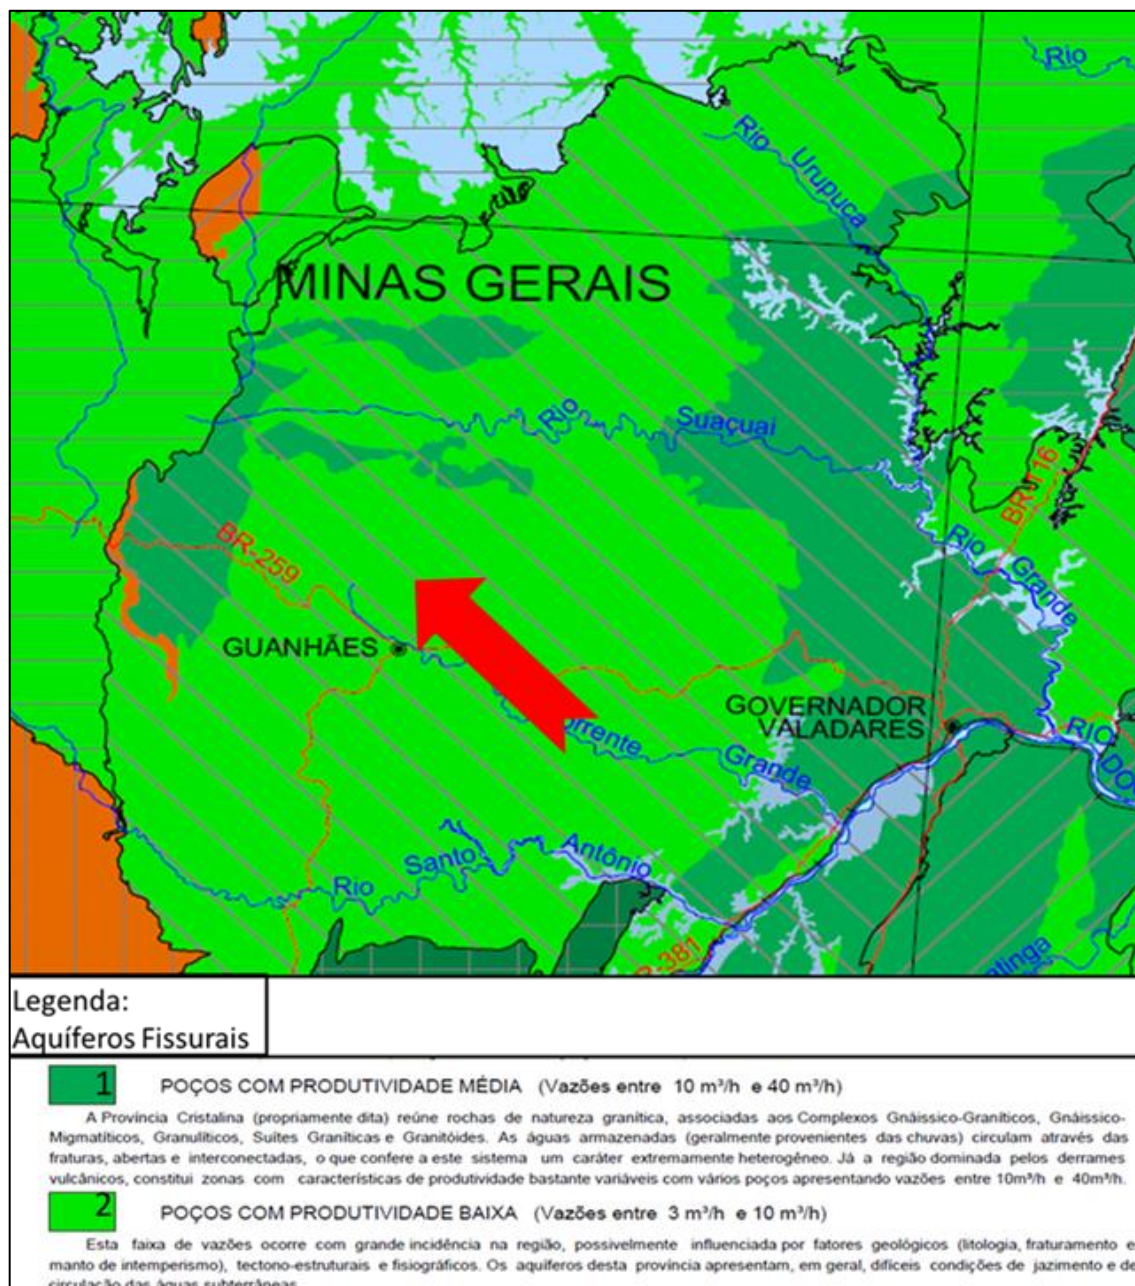 Rio
Rio Urupuca
MINAS GERAIS
Rio Suaçuai
BR-116
BR-259
Rio Grande
GUANHÃES
GOVERNADOR
VALADARES
RIO
Grande
Santo Antônio
Rio
Legenda:
Aquíferos Fissurais
1 POÇOS COM PRODUTIVIDADE MÉDIA (Vazões entre 10 m³/h e 40 m³/h)
A Província Cristalina (propriamente dita) reúne rochas de natureza granítica, associadas aos Complexos Gnáissico-Graníticos, Gnáissico-
Migmatíticos, Granulíticos, Suítes Graníticas e Granitóides. As águas armazenadas (geralmente provenientes das chuvas) circulam através das
fraturas, abertas e interconectadas, o que confere a este sistema um caráter extremamente heterogêneo. Já a região dominada pelos derrames
vulcânicos, constitui zonas com características de produtividade bastante variáveis com vários poços apresentando vazões entre 10m³/h e 40m³/h.
2 POÇOS COM PRODUTIVIDADE BAIXA (Vazões entre 3 m³/h e 10 m³/h)
Esta faixa de vazões ocorre com grande incidência na região, possivelmente influenciada por fatores geológicos (litologia, fraturamento e
manto de intemperismo), tectono-estruturais e fisiográficos. Os aquíferos desta província apresentam, em geral, difíceis condições de jazimento e de
circulação das águas subterrâneas